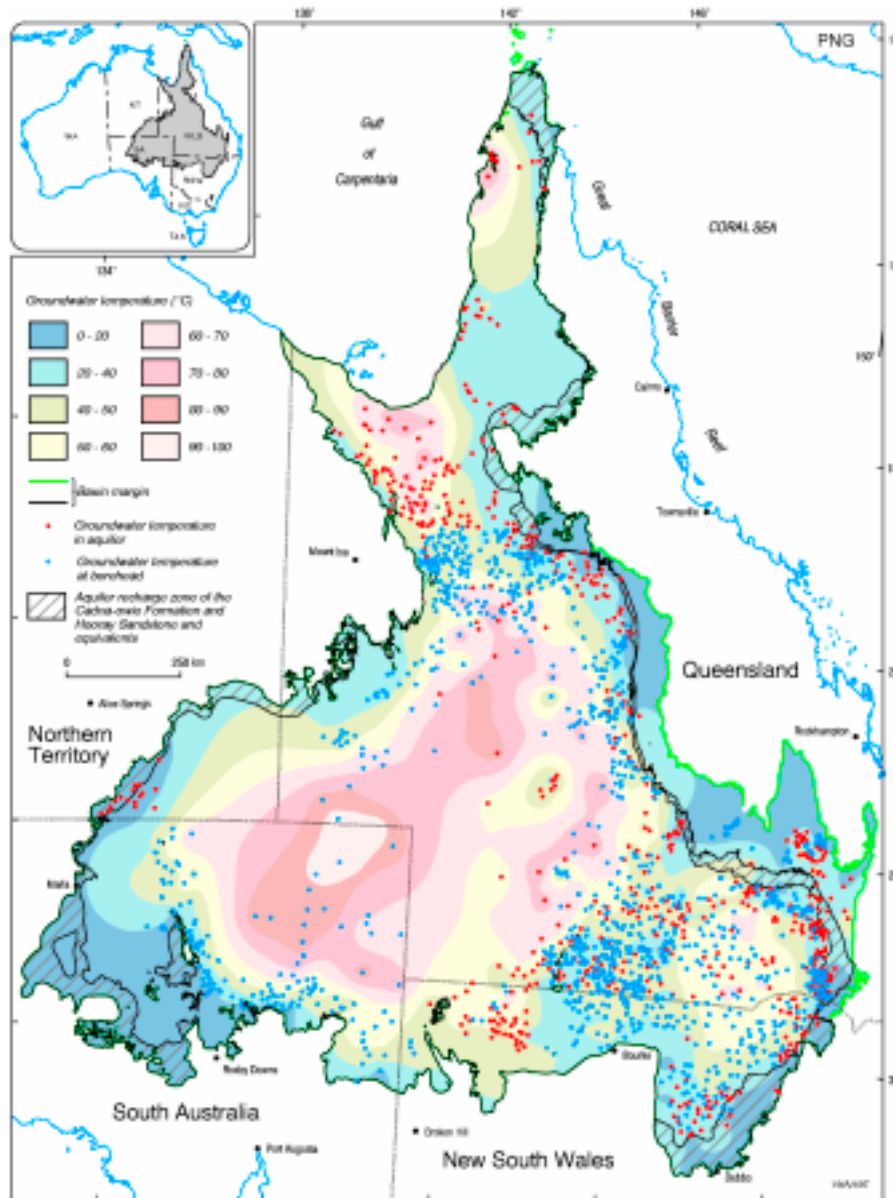 138°
142°
146°
PNG
WA
NT
QLD
SA
NSW
TAS
Gulf
of
Carpentaria
Great
CORAL SEA
Barrier
Reef
134°
Groundwater temperature (°C)
0 - 20
60 - 70
20 - 40
70 - 80
40 - 50
80 - 90
50 - 60
90 - 100
Basin margin
Groundwater temperature
in aquifer
Groundwater temperature
at borehead
Aquifer recharge zone of the
Cadna-owie Formation and
Hooray Sandstone and
equivalents
0
250 km
Cairns
Townsville
Mount Isa
Alice Springs
Queensland
Rockhampton
Northern
Territory
Marla
Roxby Downs
Bourke
South Australia
Port Augusta
Broken Hill
New South Wales
Dubbo